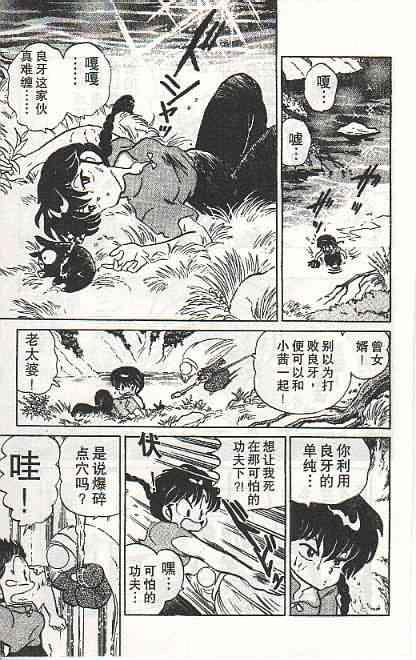 嘎…
嘘…
嘎嘎
……
良牙这家伙
真难缠……
曾女
婿！
别以为打
败良牙，
便可以和
小茜一起！
老太婆！
你利用
良牙的
单纯…
想让我死
在那可怕的
功夫下?!
伏
嘿…
可怕的
功夫…
是说爆碎
点穴吗？
哇！